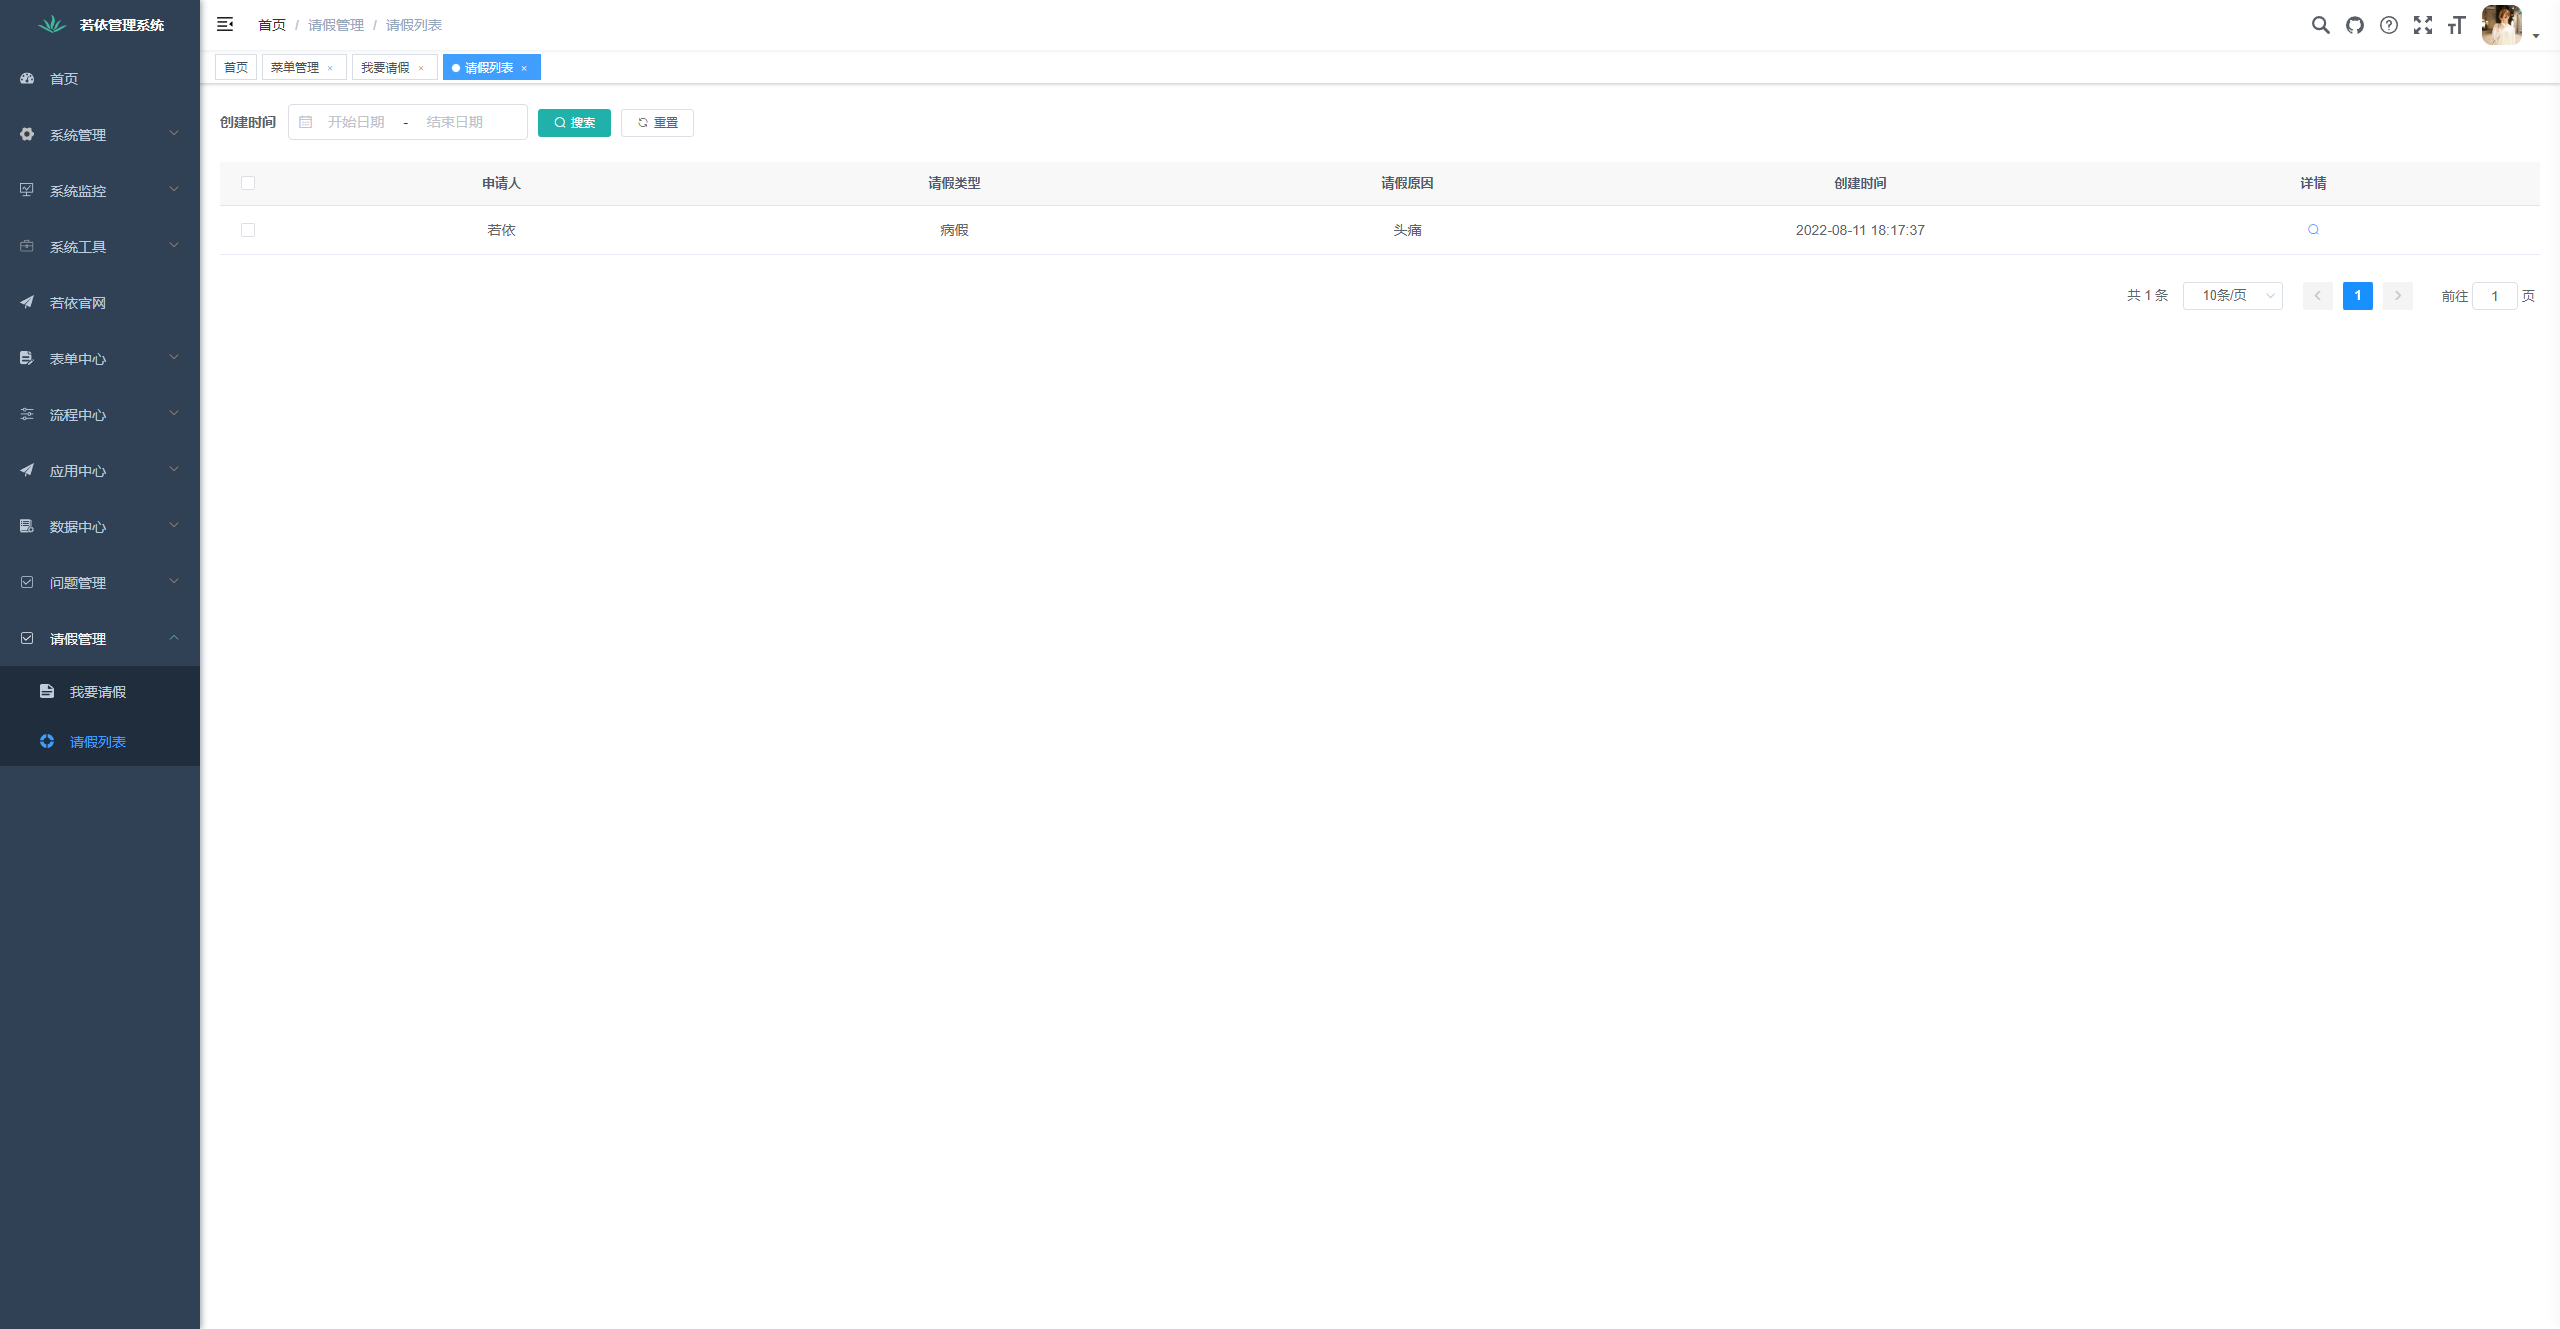 若依管理系统
首页
系统管理
系统监控
系统工具
若依官网
表单中心
流程中心
应用中心
数据中心
问题管理
请假管理
我要请假
请假列表
首页 / 请假管理 / 请假列表
首页 菜单管理 × 我要请假 × 请假列表 ×
创建时间 开始日期 - 结束日期 搜索 重置
申请人 请假类型 请假原因 创建时间 详情
若依 病假 头痛 2022-08-11 18:17:37
共 1 条 10条/页 1 前往 1 页